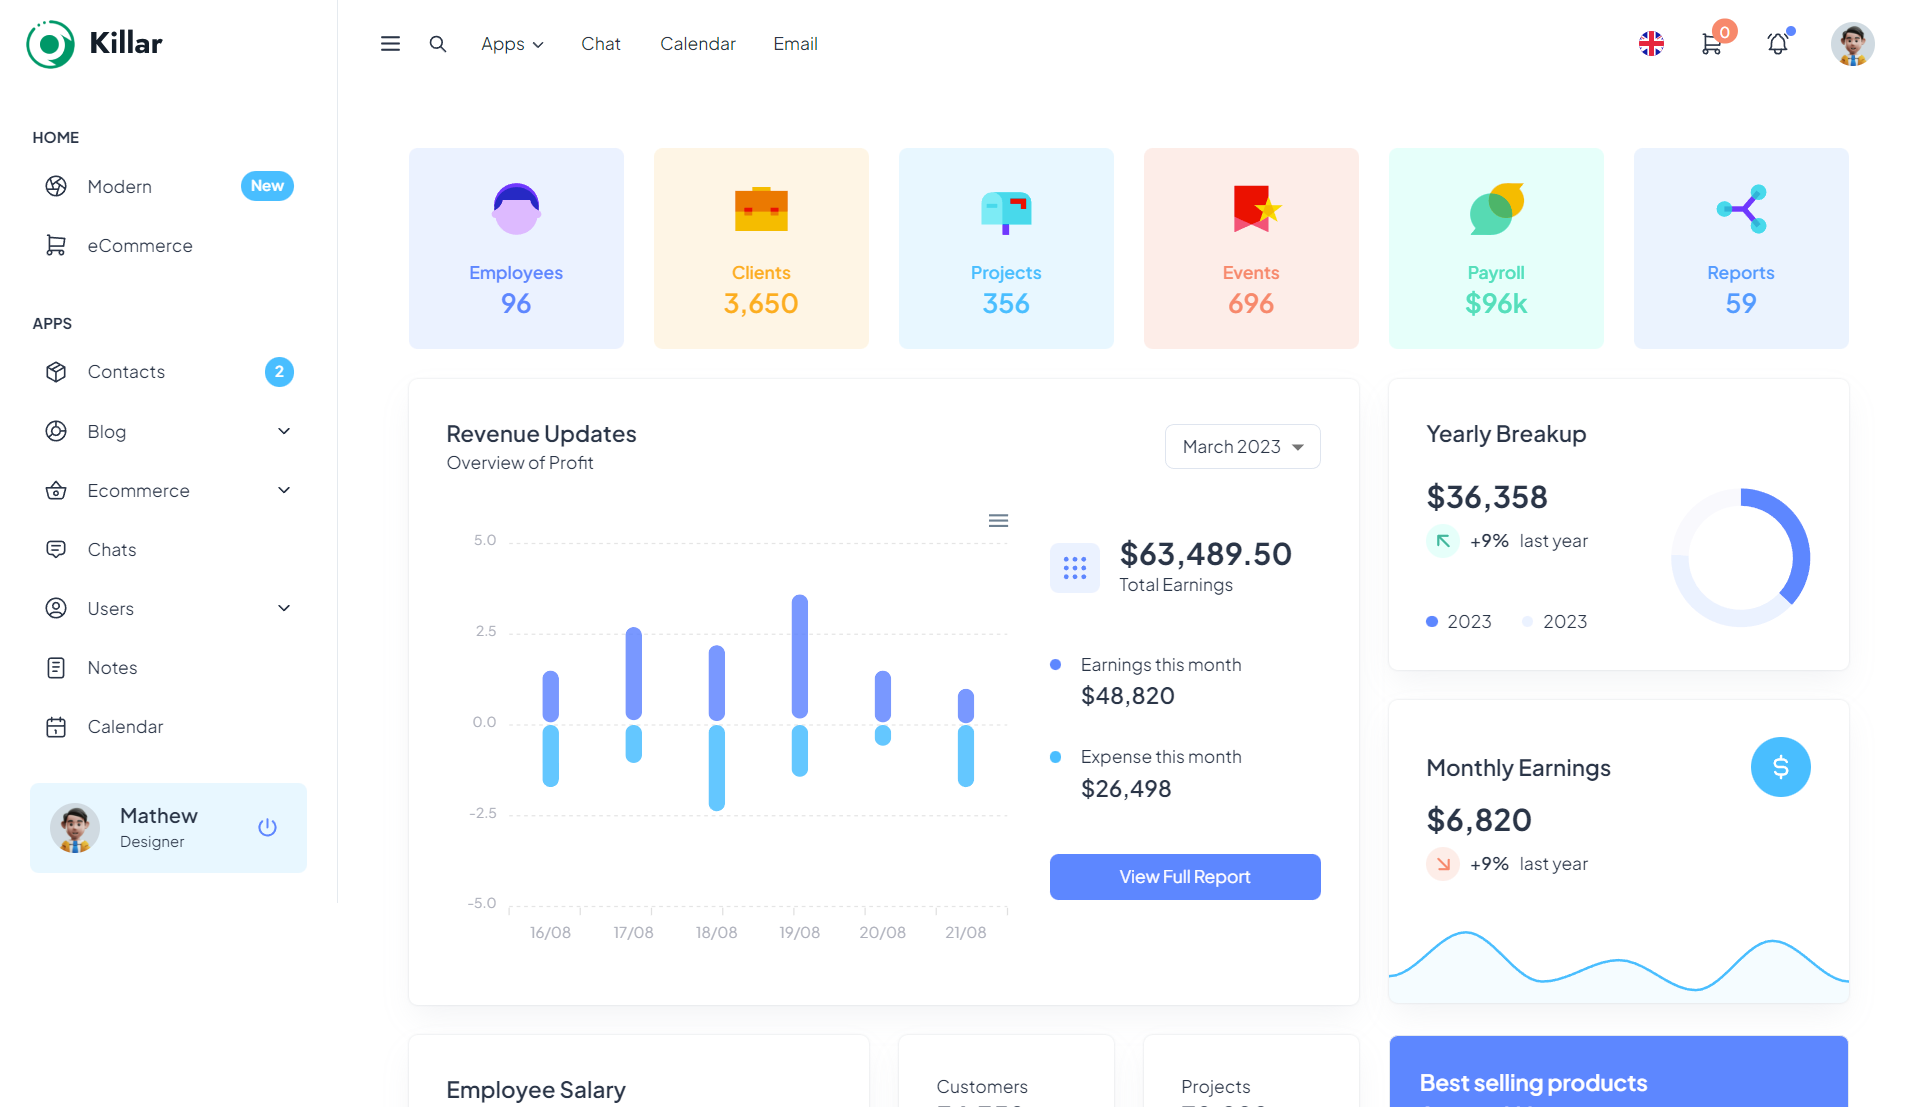 Killar
HOME
Modern
New
eCommerce
APPS
Contacts
2
Blog
Ecommerce
Chats
Users
Notes
Calendar
Mathew
Designer
Apps
Chat
Calendar
Email
0
Employees
96
Clients
3,650
Projects
356
Events
696
Payroll
$96k
Reports
59
Revenue Updates
Overview of Profit
March 2023
5.0
2.5
0.0
-2.5
-5.0
16/08 17/08 18/08 19/08 20/08 21/08
$63,489.50
Total Earnings
Earnings this month
$48,820
Expense this month
$26,498
View Full Report
Yearly Breakup
$36,358
+9% last year
2023 2023
Monthly Earnings
$
$6,820
+9% last year
Employee Salary
Customers
Projects
Best selling products